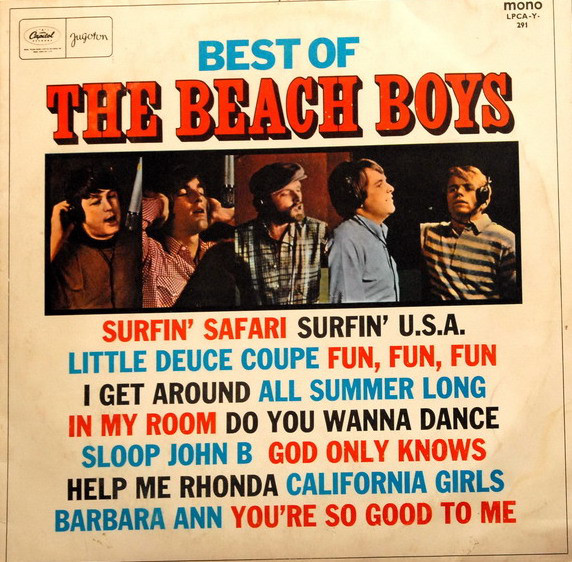 Capitol
Jugoton
mono
LPCA-Y-
291
BEST OF
THE BEACH BOYS
SURFIN' SAFARI SURFIN' U.S.A.
LITTLE DEUCE COUPE FUN, FUN, FUN
I GET AROUND ALL SUMMER LONG
IN MY ROOM DO YOU WANNA DANCE
SLOOP JOHN B GOD ONLY KNOWS
HELP ME RHONDA CALIFORNIA GIRLS
BARBARA ANN YOU'RE SO GOOD TO ME